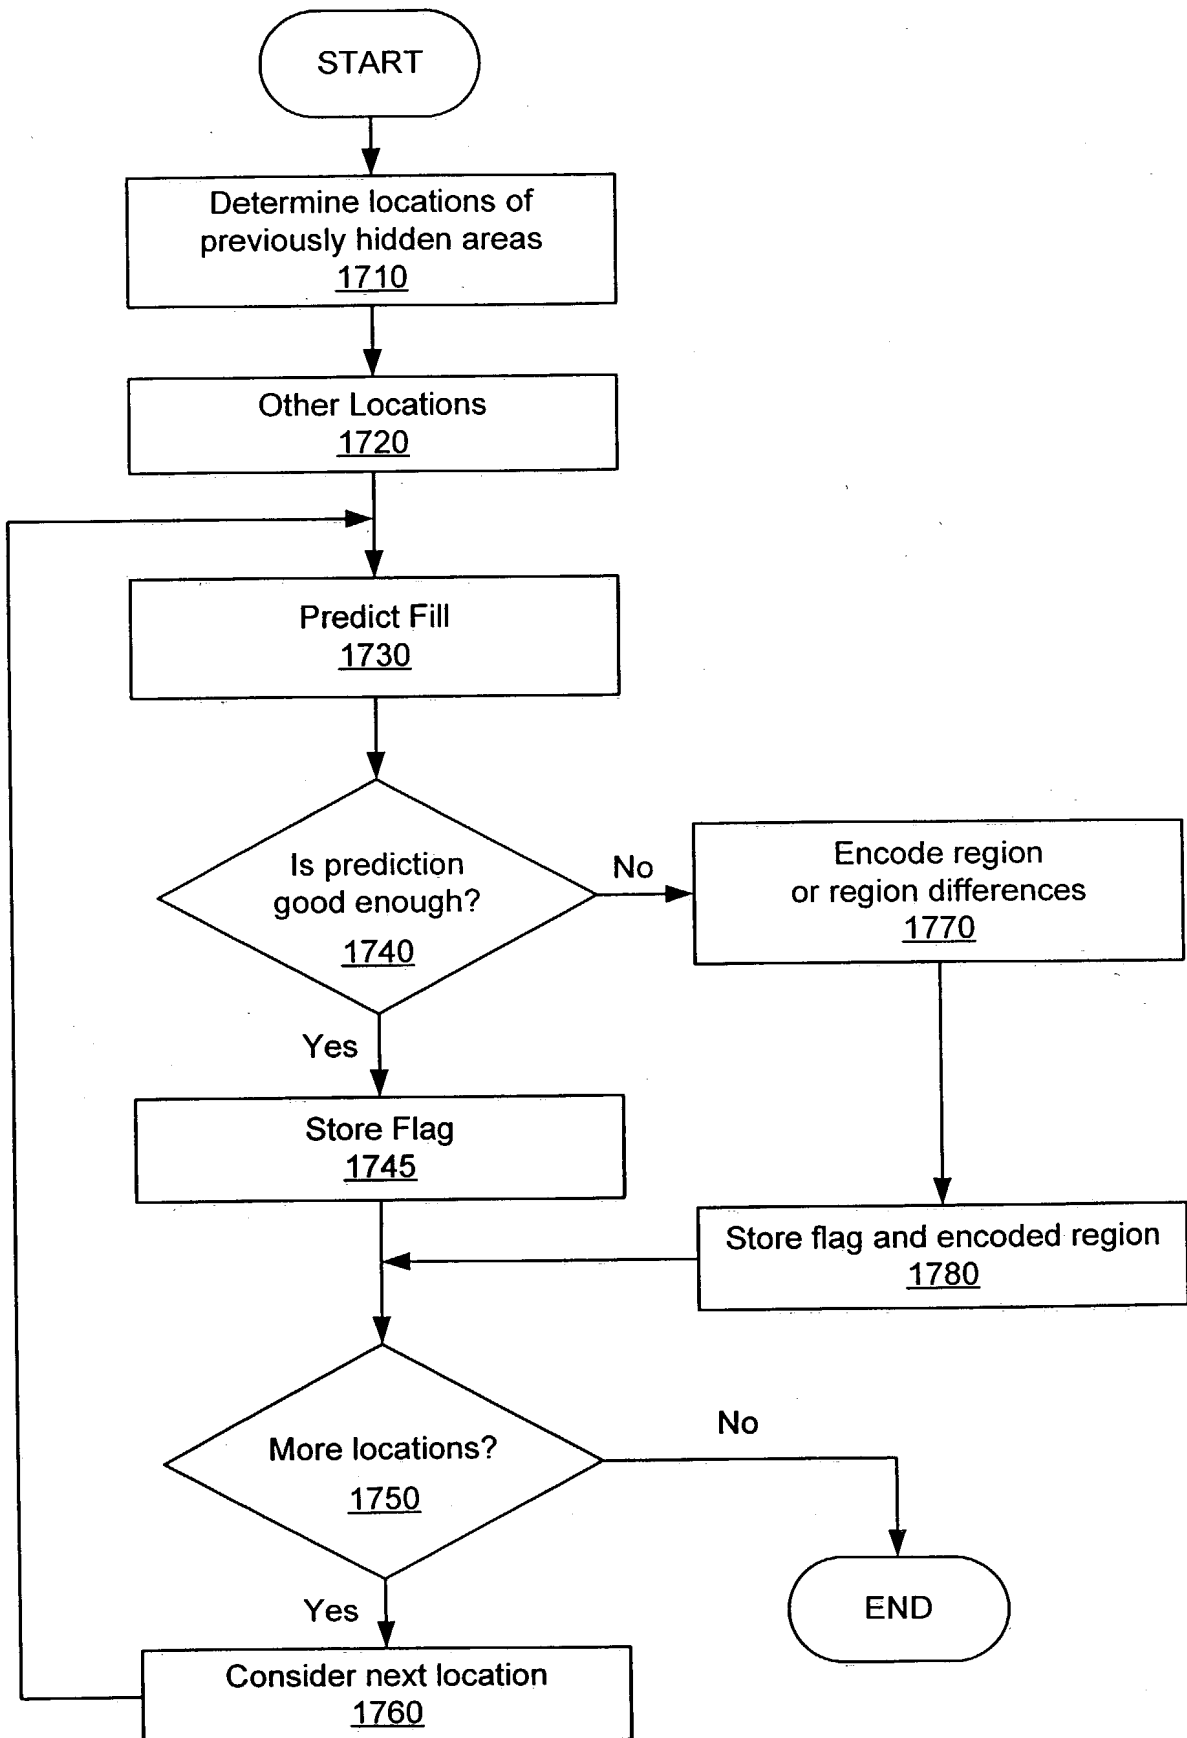 START
Determine locations of
previously hidden areas
1710
Other Locations
1720
Predict Fill
1730
Is prediction
good enough?
1740
No
Encode region
or region differences
1770
Yes
Store Flag
1745
Store flag and encoded region
1780
More locations?
1750
No
Yes
END
Consider next location
1760